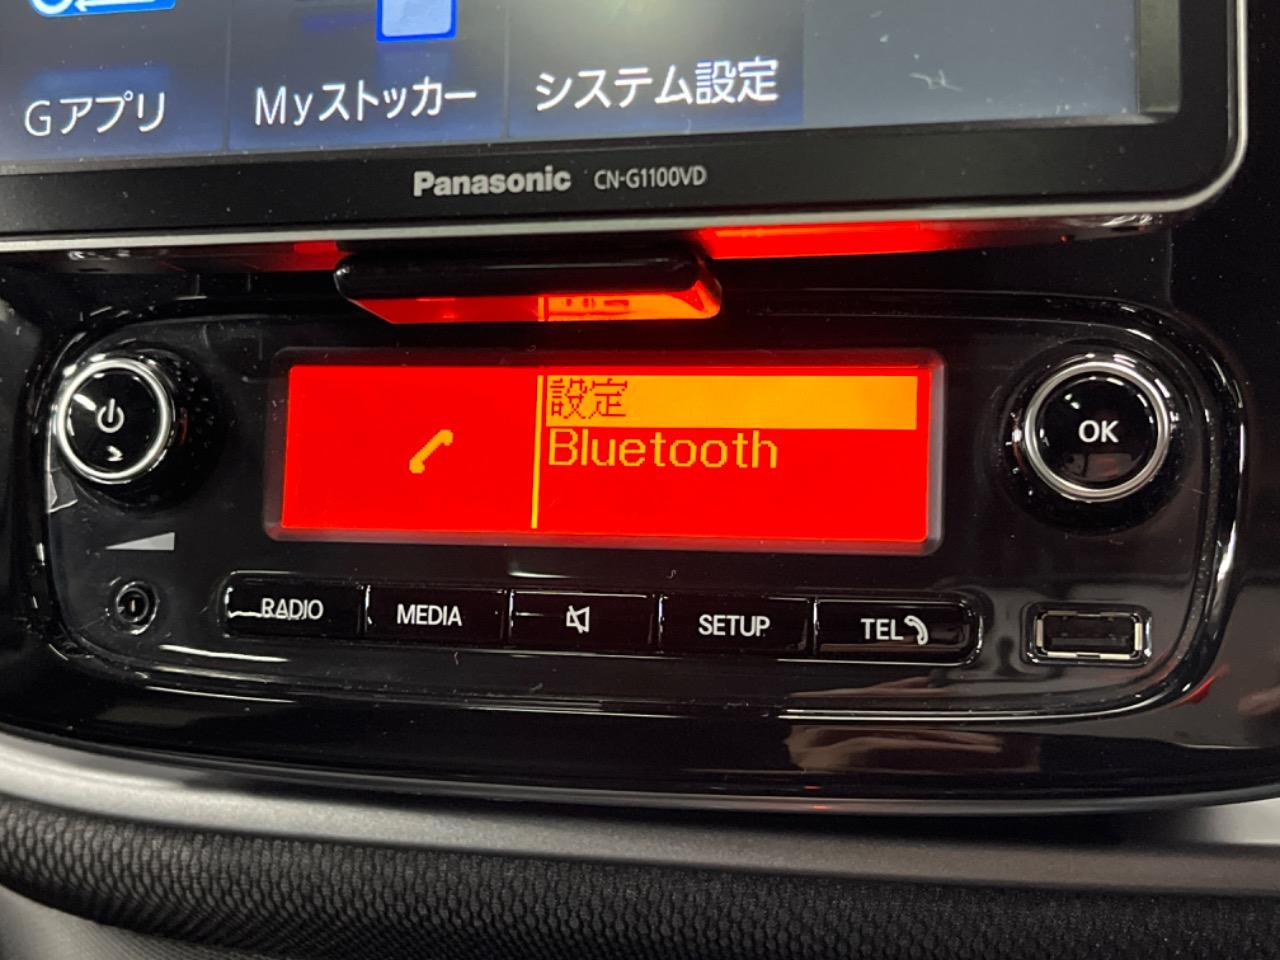 Gアプリ
Myストッカー
システム設定
Panasonic CN-G1100VD
設定
Bluetooth
OK
RADIO
MEDIA
SETUP
TEL